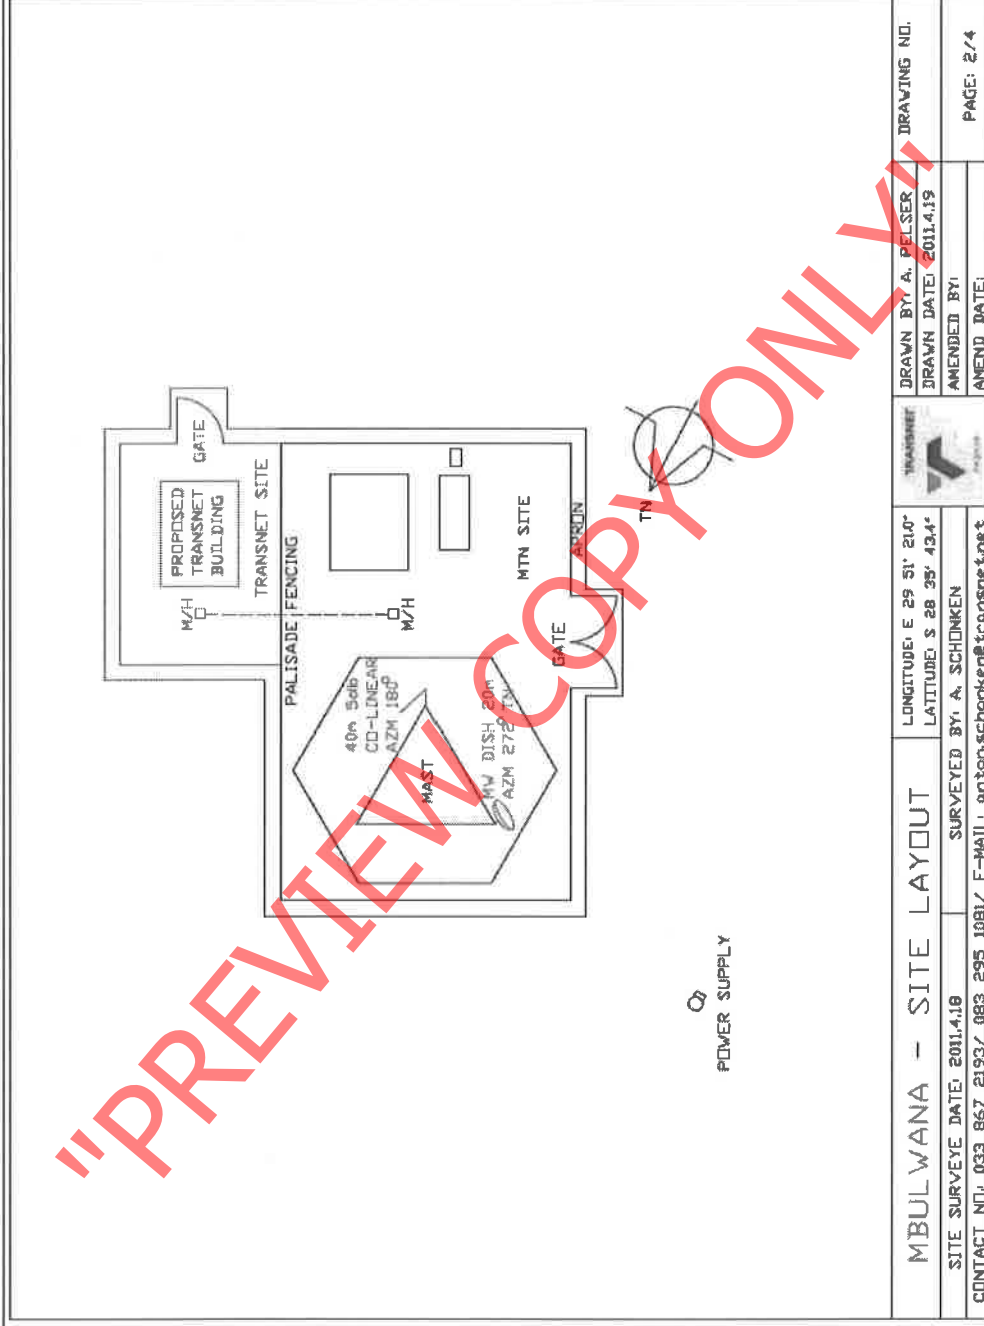 PROPOSED
TRANSNET
BUILDING
GATE
TRANSNET SITE
M/H
PALISADE FENCING
M/H
MTN SITE
APRON
GATE
TN
40m 5db
CO-LINEAR
AZM 180°
MAST
MW DISH 20m
AZM 272° TN
POWER SUPPLY
"PREVIEW COPY ONLY"
MBULWANA - SITE LAYOUT
LONGITUDE: E 29 51' 21.0"
LATITUDE: S 28 35' 43.4"
TRANSNET
DRAWN BY: A. PELSER
DRAWN DATE: 2011.4.19
DRAWING NO.
SITE SURVEYE DATE: 2011.4.18
SURVEYED BY: A. SCHONKEN
AMENDED BY:
AMEND DATE:
PAGE: 2/4
CONTACT NO: 033 867 2193/ 083 295 1081/ E-MAIL: anton.schonken@transnet.net